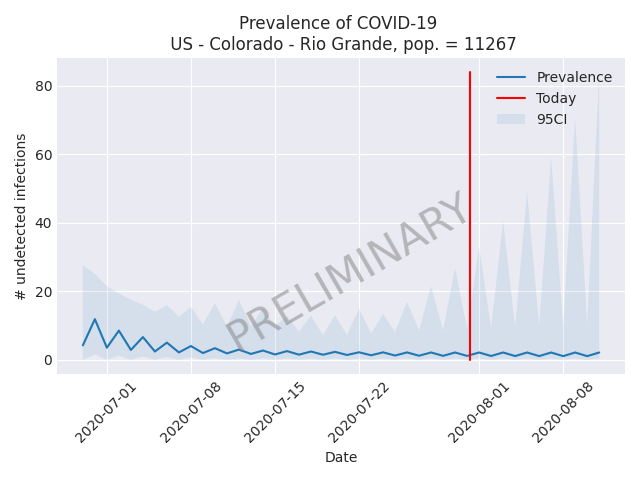 Prevalence of COVID-19
US - Colorado - Rio Grande, pop. = 11267
80
60
40
20
0
# undetected infections
Prevalence
Today
95CI
PRELIMINARY
2020-07-01
2020-07-08
2020-07-15
2020-07-22
2020-08-01
2020-08-08
Date